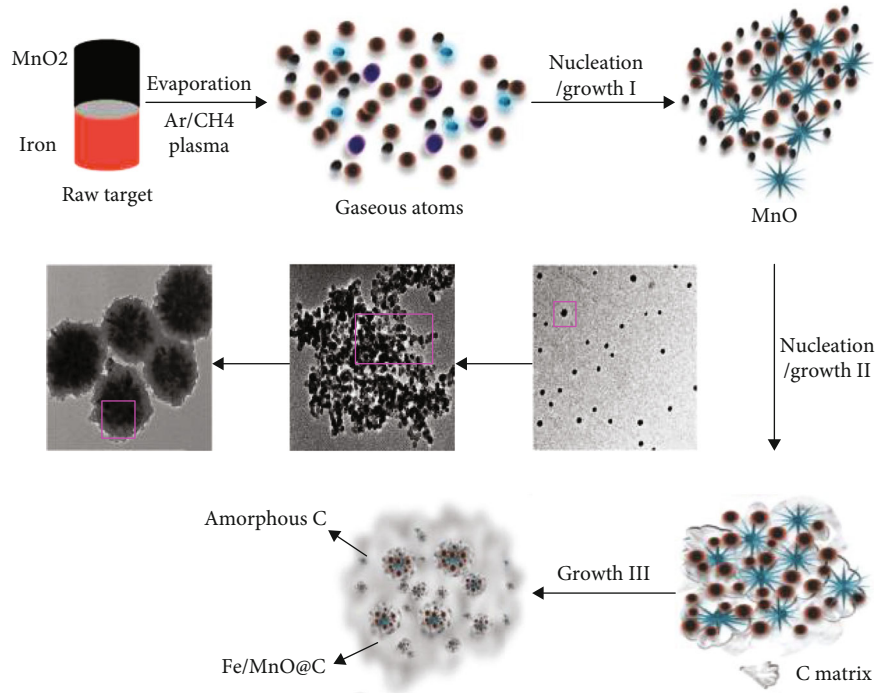 MnO2
Iron
Raw target
Evaporation
Ar/CH4
plasma
Gaseous atoms
Nucleation
/growth I
MnO
Nucleation
/growth II
Amorphous C
Fe/MnO@C
Growth III
C matrix